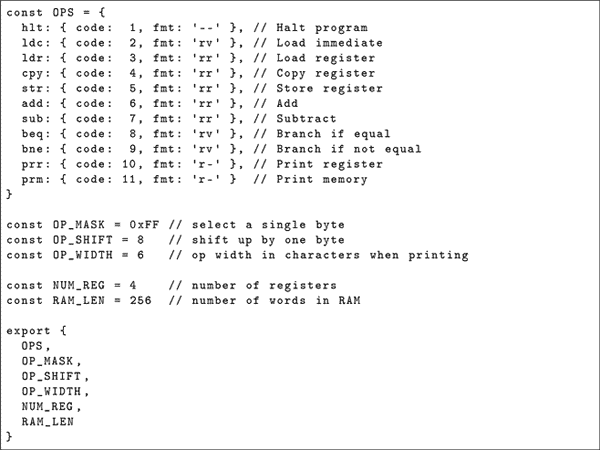 const OPS = {
  hlt: { code:  1, fmt: '--' }, // Halt program
  ldc: { code:  2, fmt: 'rv' }, // Load immediate
  ldr: { code:  3, fmt: 'rr' }, // Load register
  cpy: { code:  4, fmt: 'rr' }, // Copy register
  str: { code:  5, fmt: 'rr' }, // Store register
  add: { code:  6, fmt: 'rr' }, // Add
  sub: { code:  7, fmt: 'rr' }, // Subtract
  beq: { code:  8, fmt: 'rv' }, // Branch if equal
  bne: { code:  9, fmt: 'rv' }, // Branch if not equal
  prr: { code: 10, fmt: 'r-' }, // Print register
  prm: { code: 11, fmt: 'r-' }  // Print memory
}

const OP_MASK = 0xFF // select a single byte
const OP_SHIFT = 8   // shift up by one byte
const OP_WIDTH = 6   // op width in characters when printing

const NUM_REG = 4    // number of registers
const RAM_LEN = 256  // number of words in RAM

export {
  OPS,
  OP_MASK,
  OP_SHIFT,
  OP_WIDTH,
  NUM_REG,
  RAM_LEN
}